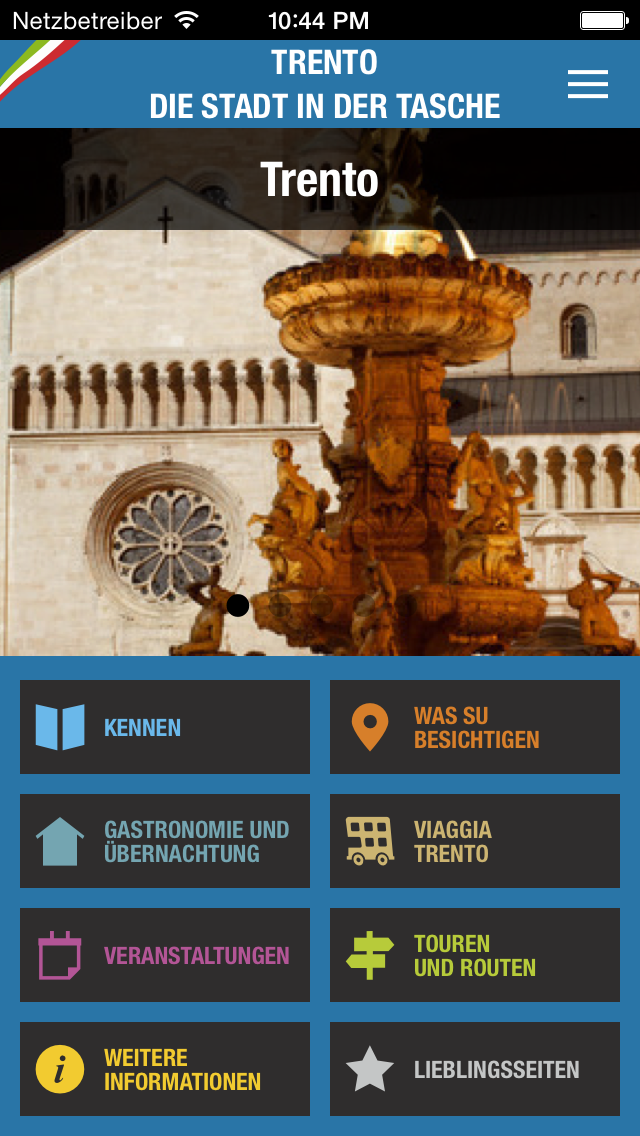 Netzbetreiber 10:44 PM
TRENTO
DIE STADT IN DER TASCHE
Trento
KENNEN
WAS SU
BESICHTIGEN
GASTRONOMIE UND
ÜBERNACHTUNG
VIAGGIA
TRENTO
VERANSTALTUNGEN
TOUREN
UND ROUTEN
i
WEITERE
INFORMATIONEN
LIEBLINGSSEITEN